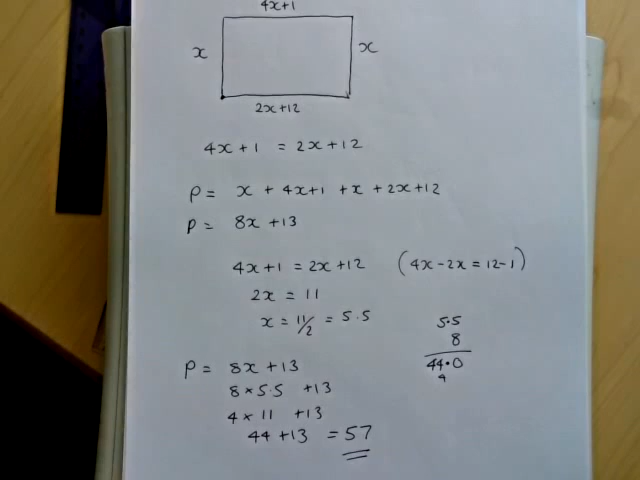 4x+1
x x
2x+12
4x+1 = 2x+12
P= x + 4x+1 +x +2x+12
P= 8x +13
4x+1 = 2x+12 (4x-2x = 12-1)
2x = 11
x = 11/2 = 5.5
5.5
8
44.0
4
P= 8x +13
8 × 5.5 +13
4 × 11 +13
44 +13 = 57